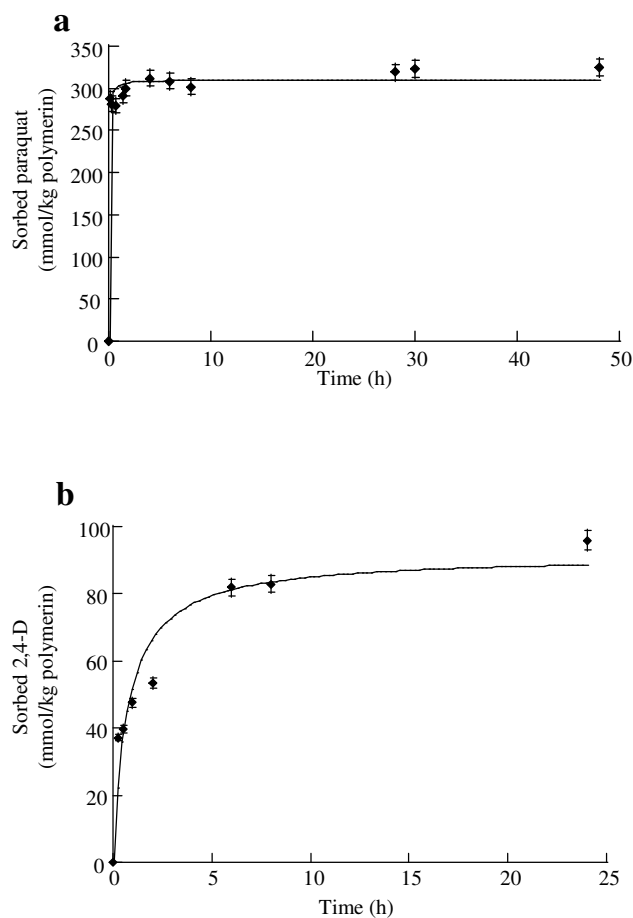 a
Sorbed paraquat
(mmol/kg polymerin)
350
300
250
200
150
100
50
0
0 10 20 30 40 50
Time (h)
b
Sorbed 2,4-D
(mmol/kg polymerin)
100
80
60
40
20
0
0 5 10 15 20 25
Time (h)